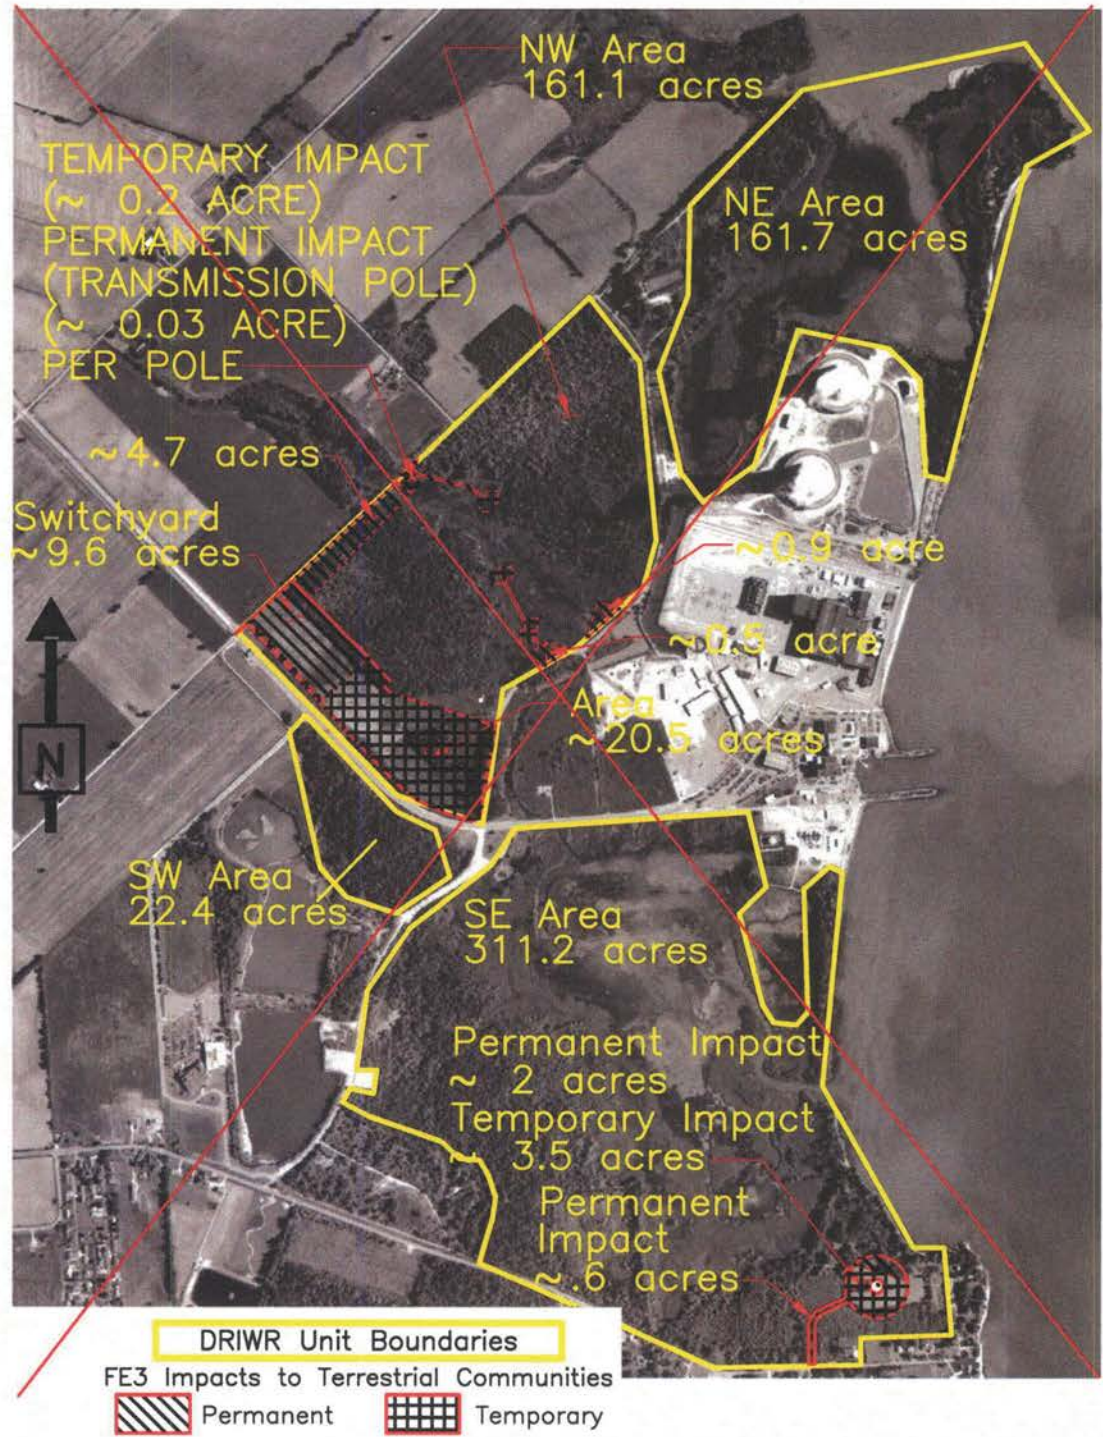 NW Area
161.1 acres
TEMPORARY IMPACT
(~ 0.2 ACRE)
PERMANENT IMPACT
(TRANSMISSION POLE)
(~ 0.03 ACRE)
PER POLE
NE Area
161.7 acres
~4.7 acres
Switchyard
~9.6 acres
~0.9 acre
~0.5 acre
Area
~20.5 acres
N
SW Area
22.4 acres
SE Area
311.2 acres
Permanent Impact
~ 2 acres
Temporary Impact
~ 3.5 acres
Permanent
Impact
~.6 acres
DRIWR Unit Boundaries
FE3 Impacts to Terrestrial Communities
Permanent
Temporary